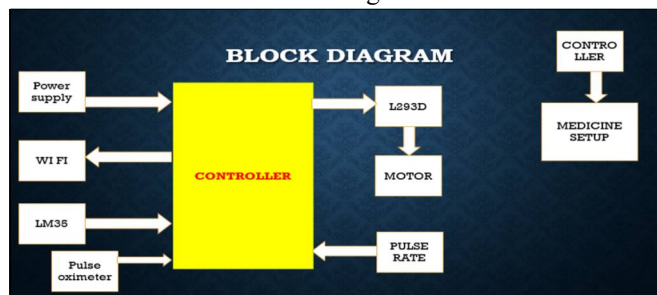 BLOCK DIAGRAM
CONTRO
LLER
Power
supply
L293D
MEDICINE
SETUP
WI FI
CONTROLLER
MOTOR
LM35
PULSE
RATE
Pulse
oximeter